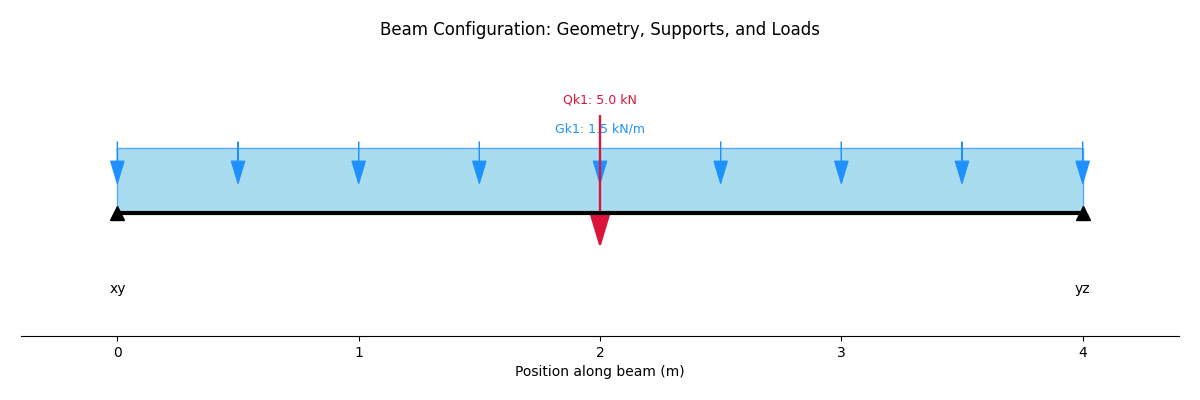 Beam Configuration: Geometry, Supports, and Loads
Qk1: 5.0 kN
Gk1: 1.5 kN/m
xy
yz
0 1 2 3 4
Position along beam (m)